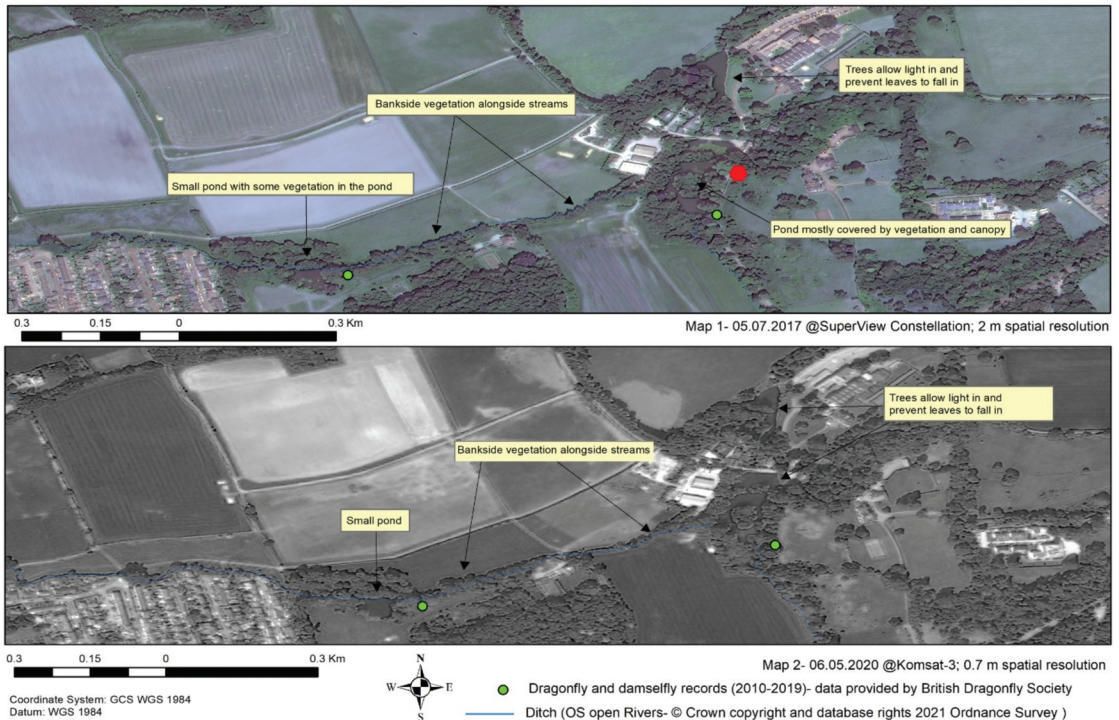 Trees allow light in and
prevent leaves to fall in
Bankside vegetation alongside streams
Small pond with some vegetation in the pond
Pond mostly covered by vegetation and canopy
0.3 0.15 0 0.3 Km
Map 1- 05.07.2017 @SuperView Constellation; 2 m spatial resolution
Trees allow light in and
prevent leaves to fall in
Bankside vegetation alongside streams
Small pond
0.3 0.15 0 0.3 Km
Map 2- 06.05.2020 @Komsat-3; 0.7 m spatial resolution
Coordinate System: GCS WGS 1984
Datum: WGS 1984
N
W E
S
Dragonfly and damselfly records (2010-2019)- data provided by British Dragonfly Society
Ditch (OS open Rivers- © Crown copyright and database rights 2021 Ordnance Survey )